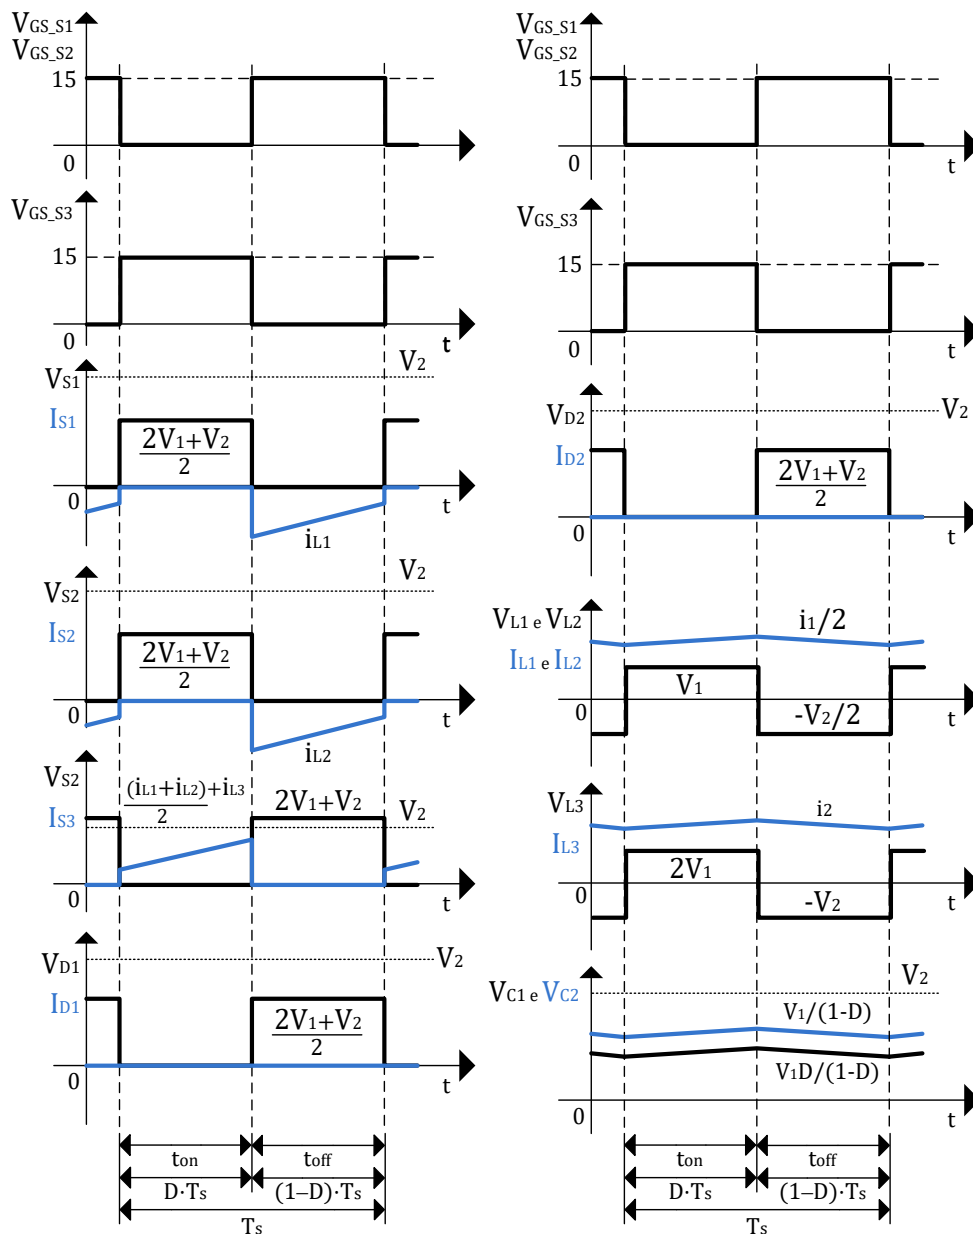 VGS_S1
VGS_S2
15
0
VGS_S3
15
0
t
VS1
V2
IS1
2V1+V2
2
0
t
iL1
VS2
V2
IS2
2V1+V2
2
0
t
iL2
VS2
(iL1+iL2)+iL3
2
2V1+V2
IS3
V2
0
t
VD1
V2
ID1
2V1+V2
2
0
t
ton
toff
D·Ts
(1–D)·Ts
Ts
VGS_S1
VGS_S2
15
0
t
VGS_S3
15
0
t
VD2
V2
ID2
2V1+V2
2
0
t
VL1 e VL2
i1/2
IL1 e IL2
V1
0
-V2/2
t
VL3
i2
IL3
2V1
0
-V2
t
V2
VC1 e VC2
V1/(1-D)
V1D/(1-D)
0
t
ton
toff
D·Ts
(1–D)·Ts
Ts